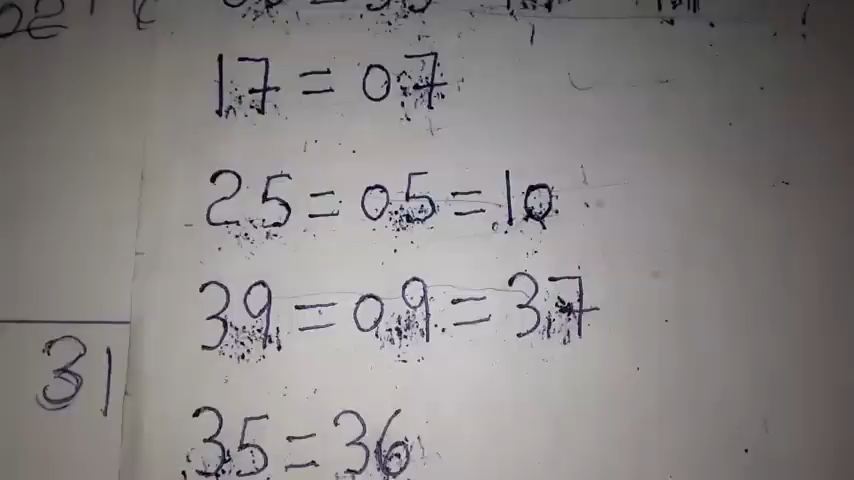 17 = 07
25 = 05 = 10
39 = 09 = 37
31
35 = 36